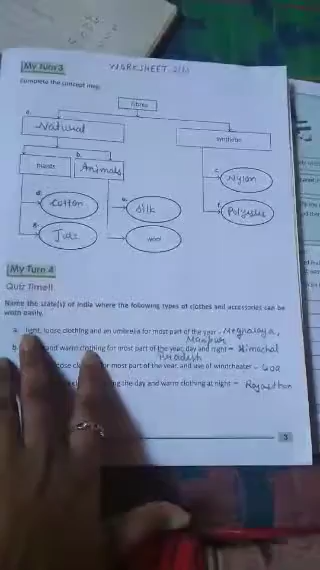 My Turn 3
WORKSHEET-2(b)
Complete the concept map.
fibres
a.
Natural
synthetic
plants
b.
Animals
c.
Nylon
d.
Cotton
e.
Silk
f.
Polyester
g.
Jute
wool
My Turn 4
Quiz Time!!
Name the state(s) of India where the following types of clothes and accessories can be
worn easily.
a. light, loose clothing and an umbrella for most part of the year - Meghalaya,
Manipur
b. and warm clothing for most part of the year, day and night - Himachal
Pradesh
for most part of the year, and use of windcheater - Goa
the day and warm clothing at night - Rajasthan
3